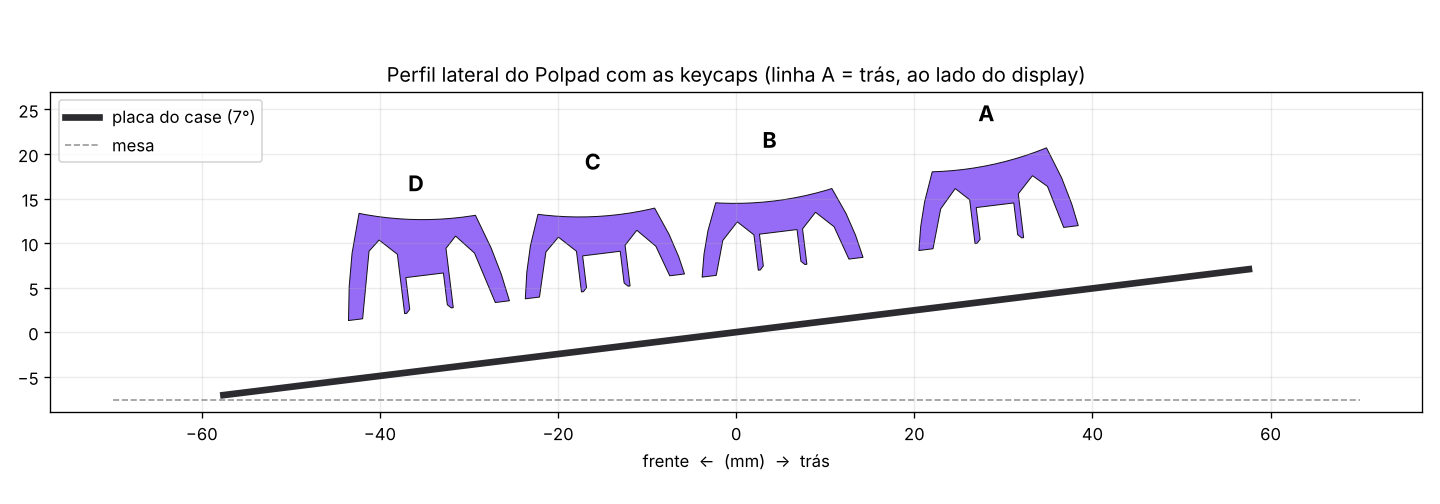 Perfil lateral do Polpad com as keycaps (linha A = trás, ao lado do display)
placa do case (7°)
mesa
A
B
C
D
25
20
15
10
5
0
−5
−60 −40 −20 0 20 40 60
frente ← (mm) → trás